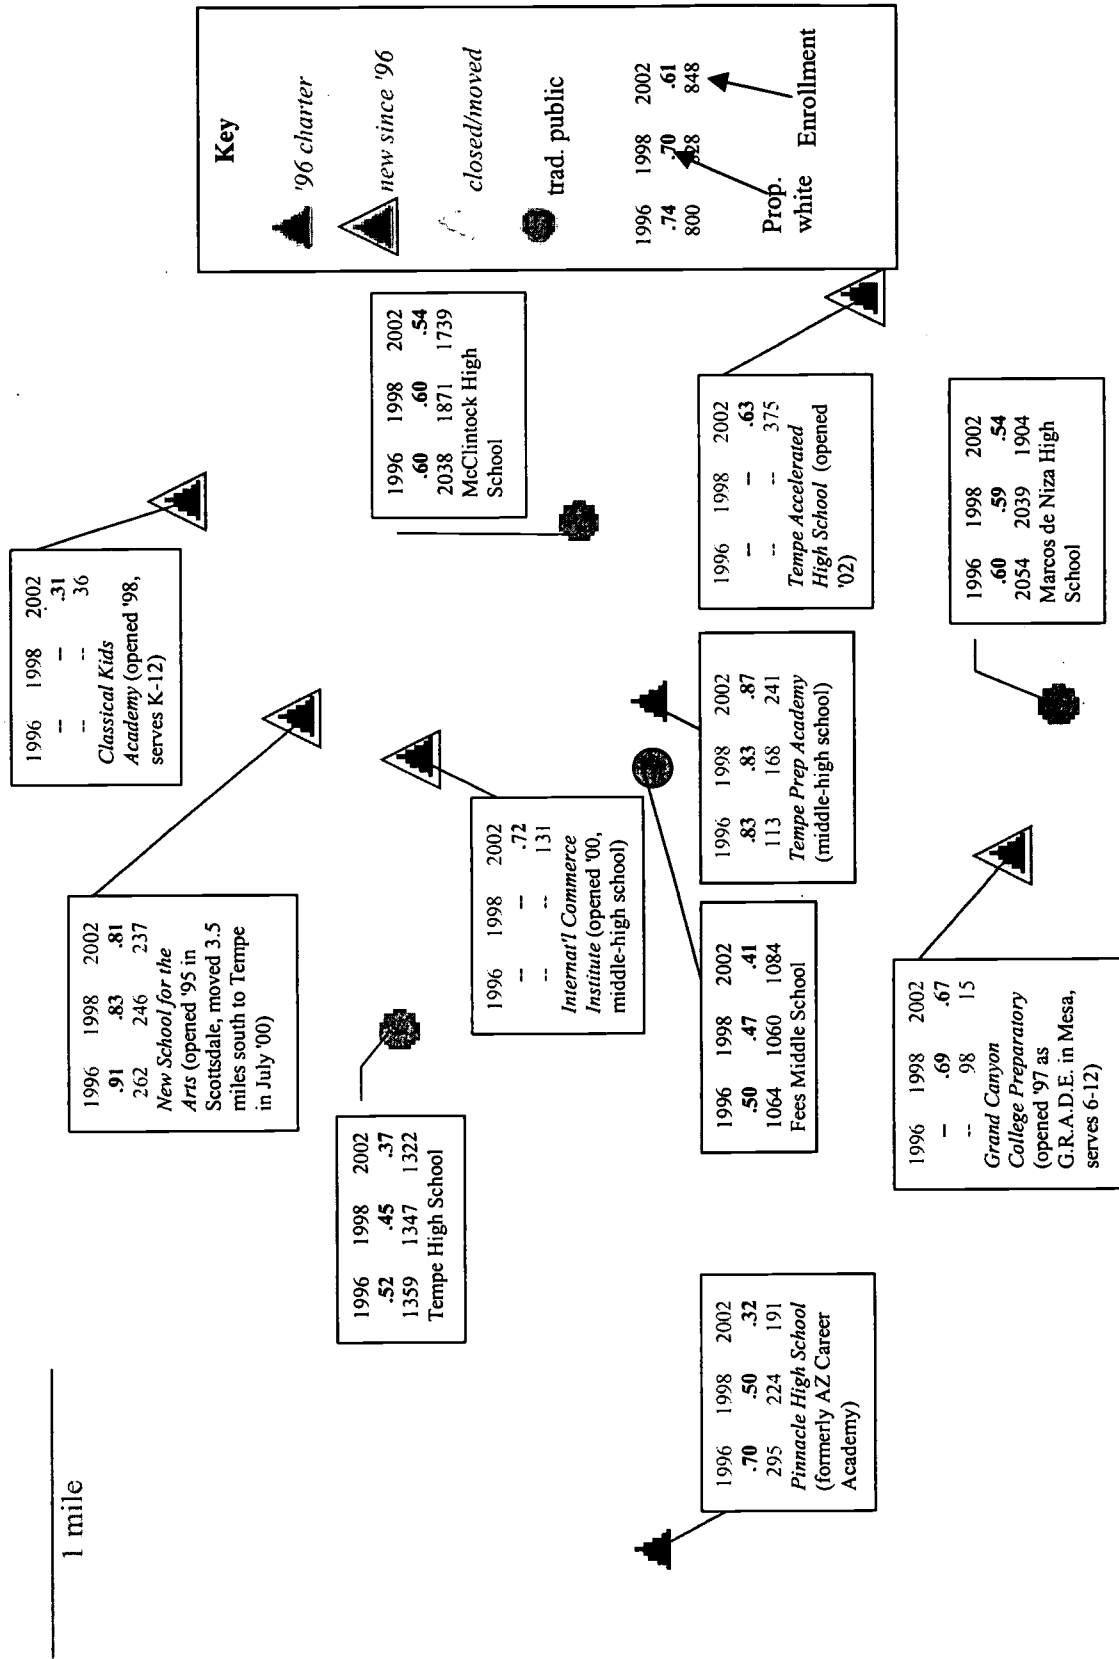 1 mile
1996 1998 2002
.91 .83 .81
262 246 237
New School for the
Arts (opened '95 in
Scottsdale, moved 3.5
miles south to Tempe
in July '00)
1996 1998 2002
-- -- .31
-- -- 36
Classical Kids
Academy (opened '98,
serves K-12)
Key
'96 charter
new since '96
closed/moved
trad. public
1996 1998 2002
.74 .70 .61
800 828 848
Prop.
white Enrollment
1996 1998 2002
.52 .45 .37
1359 1347 1322
Tempe High School
1996 1998 2002
.60 .60 .54
2038 1871 1739
McClintock High
School
1996 1998 2002
-- -- .72
-- -- 131
Internat'l Commerce
Institute (opened '00,
middle-high school)
1996 1998 2002
.70 .50 .32
295 224 191
Pinnacle High School
(formerly AZ Career
Academy)
1996 1998 2002
.50 .47 .41
1064 1060 1084
Fees Middle School
1996 1998 2002
.83 .83 .87
113 168 241
Tempe Prep Academy
(middle-high school)
1996 1998 2002
-- -- .63
-- -- 375
Tempe Accelerated
High School (opened
'02)
1996 1998 2002
-- .69 .67
-- 98 15
Grand Canyon
College Preparatory
(opened '97 as
G.R.A.D.E. in Mesa,
serves 6-12)
1996 1998 2002
.60 .59 .54
2054 2039 1904
Marcos de Niza High
School